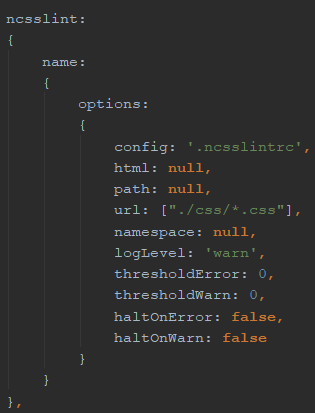 ncsslint:
{
name:
{
options:
{
config: '.ncsslintrc',
html: null,
path: null,
url: ["./css/*.css"],
namespace: null,
logLevel: 'warn',
thresholdError: 0,
thresholdWarn: 0,
haltOnError: false,
haltOnWarn: false
}
}
},